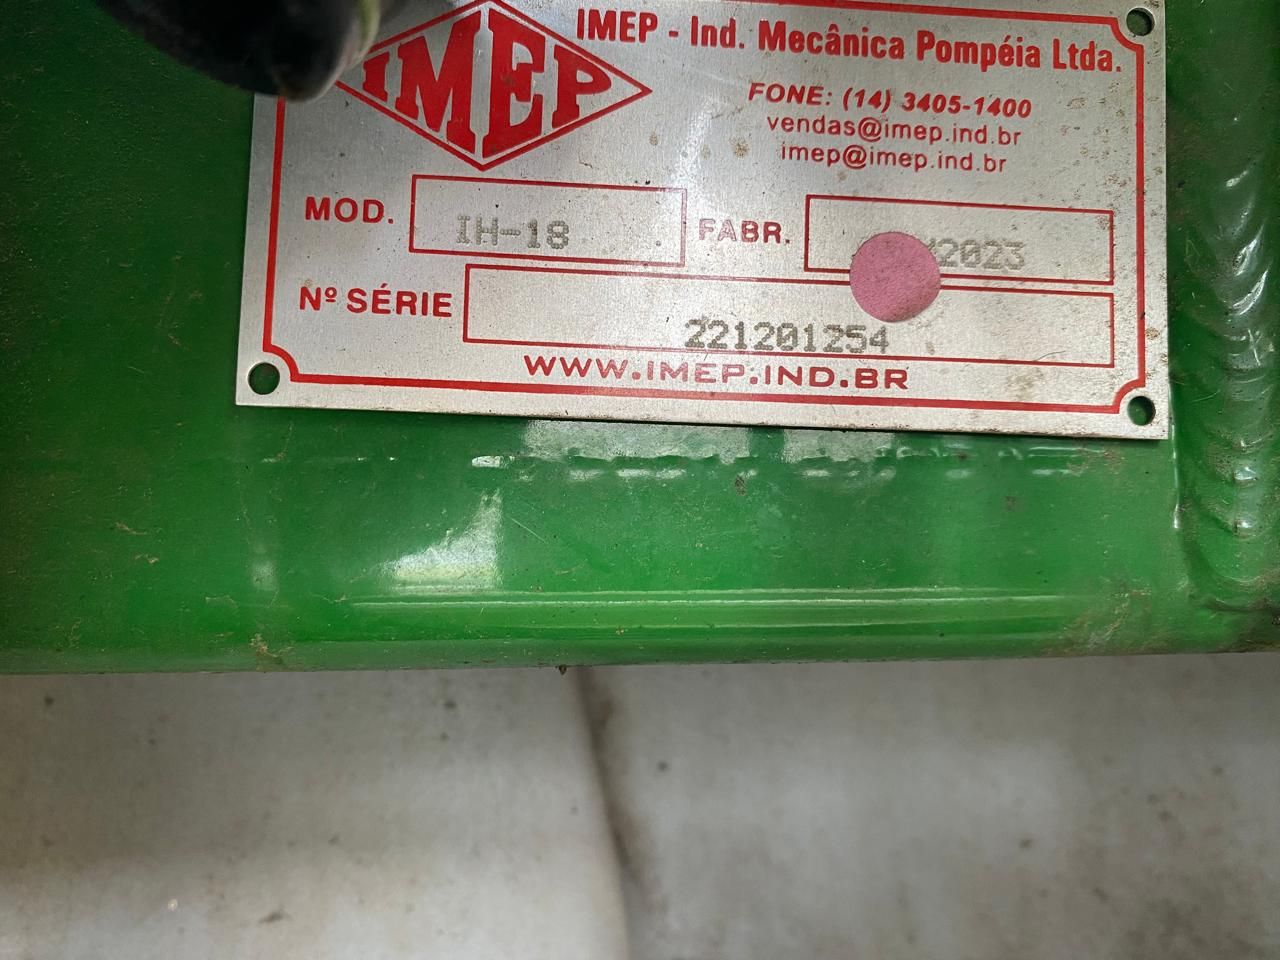 IMEP
IMEP - Ind. Mecânica Pompéia Ltda.
FONE: (14) 3405-1400
vendas@imep.ind.br
imep@imep.ind.br
MOD. IH-18 FABR. 2023
Nº SÉRIE 221201254
WWW.IMEP.IND.BR